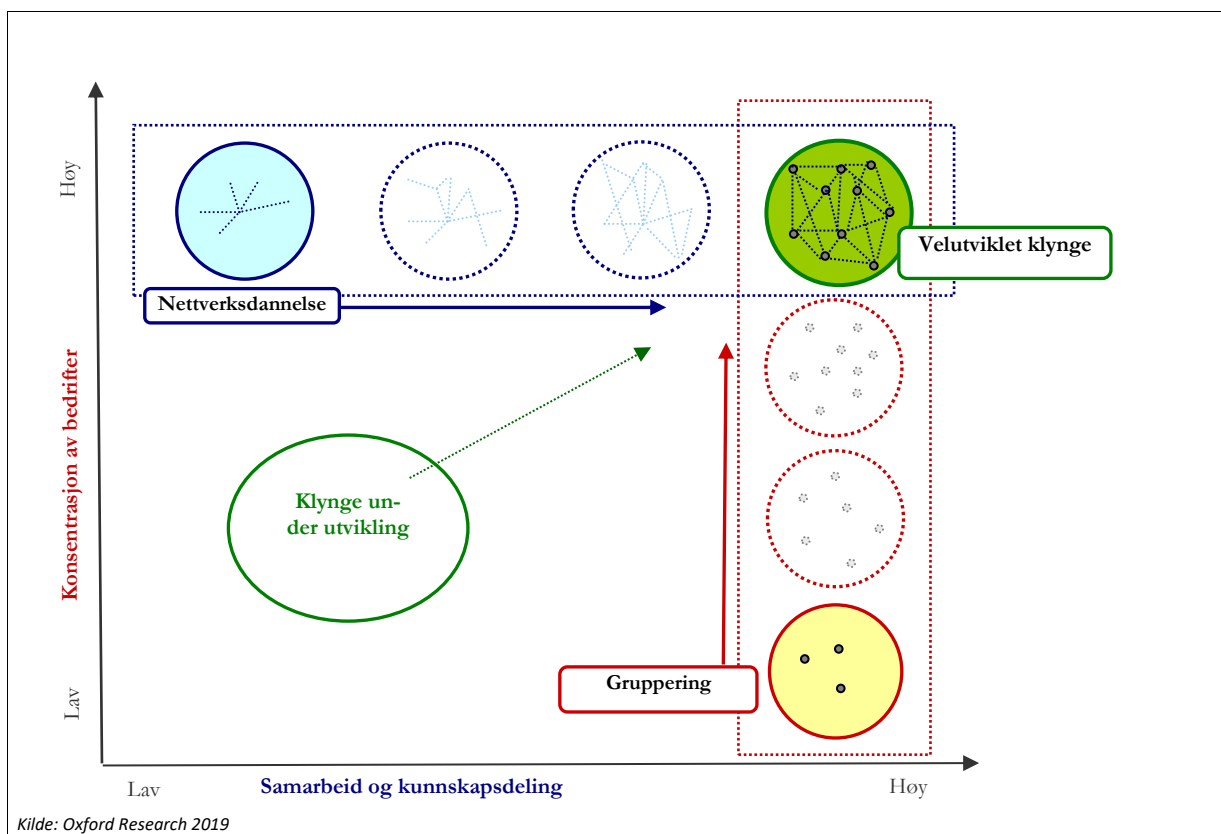 Høy
Velutviklet klynge
Nettverksdannelse
Konsentrasjon av bedrifter
Klynge un-
der utvikling
Gruppering
Lav
Lav
Samarbeid og kunnskapsdeling
Høy
Kilde: Oxford Research 2019